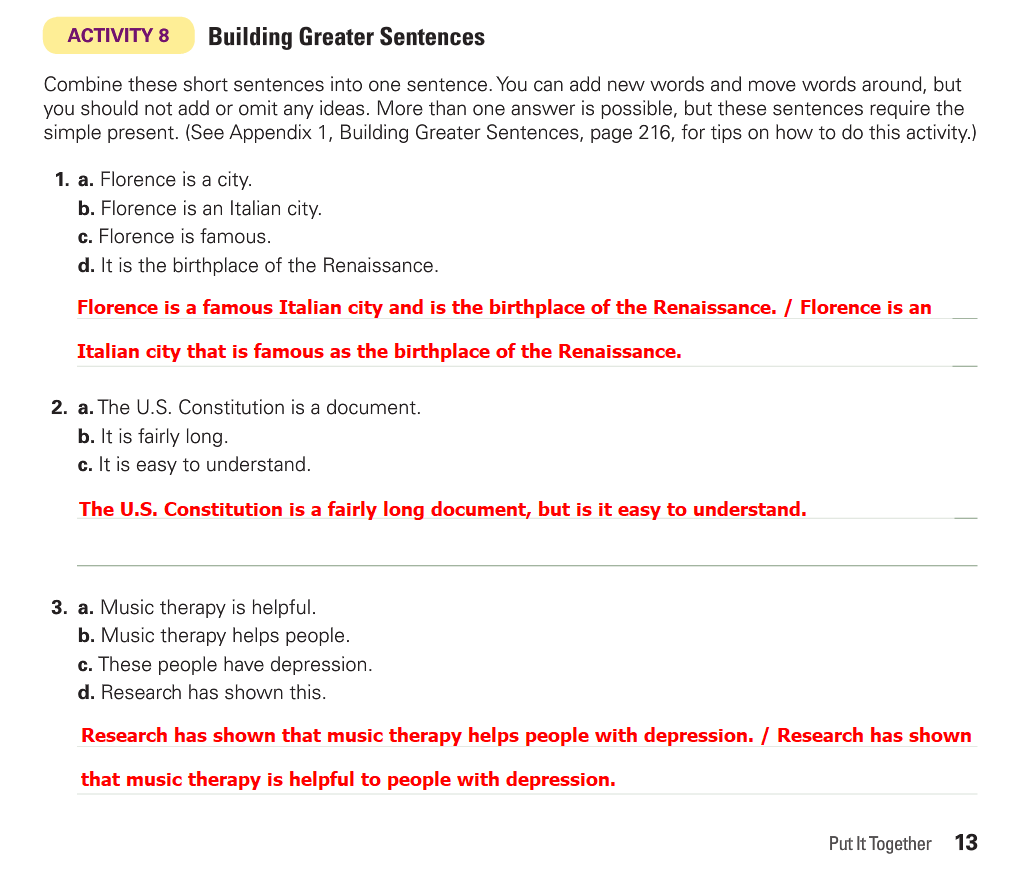 ACTIVITY 8 Building Greater Sentences
Combine these short sentences into one sentence. You can add new words and move words around, but
you should not add or omit any ideas. More than one answer is possible, but these sentences require the
simple present. (See Appendix 1, Building Greater Sentences, page 216, for tips on how to do this activity.)
1. a. Florence is a city.
b. Florence is an Italian city.
c. Florence is famous.
d. It is the birthplace of the Renaissance.
Florence is a famous Italian city and is the birthplace of the Renaissance. / Florence is an
Italian city that is famous as the birthplace of the Renaissance.
2. a. The U.S. Constitution is a document.
b. It is fairly long.
c. It is easy to understand.
The U.S. Constitution is a fairly long document, but is it easy to understand.
3. a. Music therapy is helpful.
b. Music therapy helps people.
c. These people have depression.
d. Research has shown this.
Research has shown that music therapy helps people with depression. / Research has shown
that music therapy is helpful to people with depression.
Put It Together 13